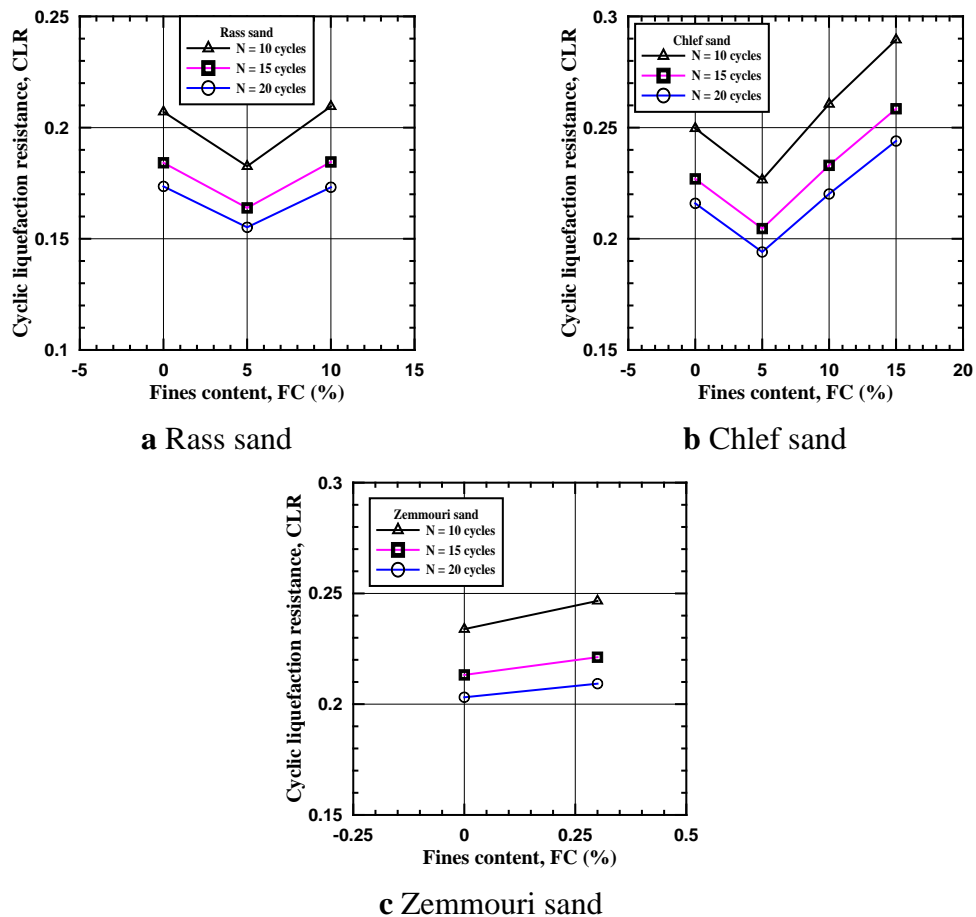 Cyclic liquefaction resistance, CLR
0.25
0.2
0.15
0.1
Rass sand
N = 10 cycles
N = 15 cycles
N = 20 cycles
-5 0 5 10 15
Fines content, FC (%)
a Rass sand
Cyclic liquefaction resistance, CLR
0.3
0.25
0.2
0.15
Chlef sand
N = 10 cycles
N = 15 cycles
N = 20 cycles
-5 0 5 10 15 20
Fines content, FC (%)
b Chlef sand
Cyclic liquefaction resistance, CLR
0.3
0.25
0.2
0.15
Zemmouri sand
N = 10 cycles
N = 15 cycles
N = 20 cycles
-0.25 0 0.25 0.5
Fines content, FC (%)
c Zemmouri sand